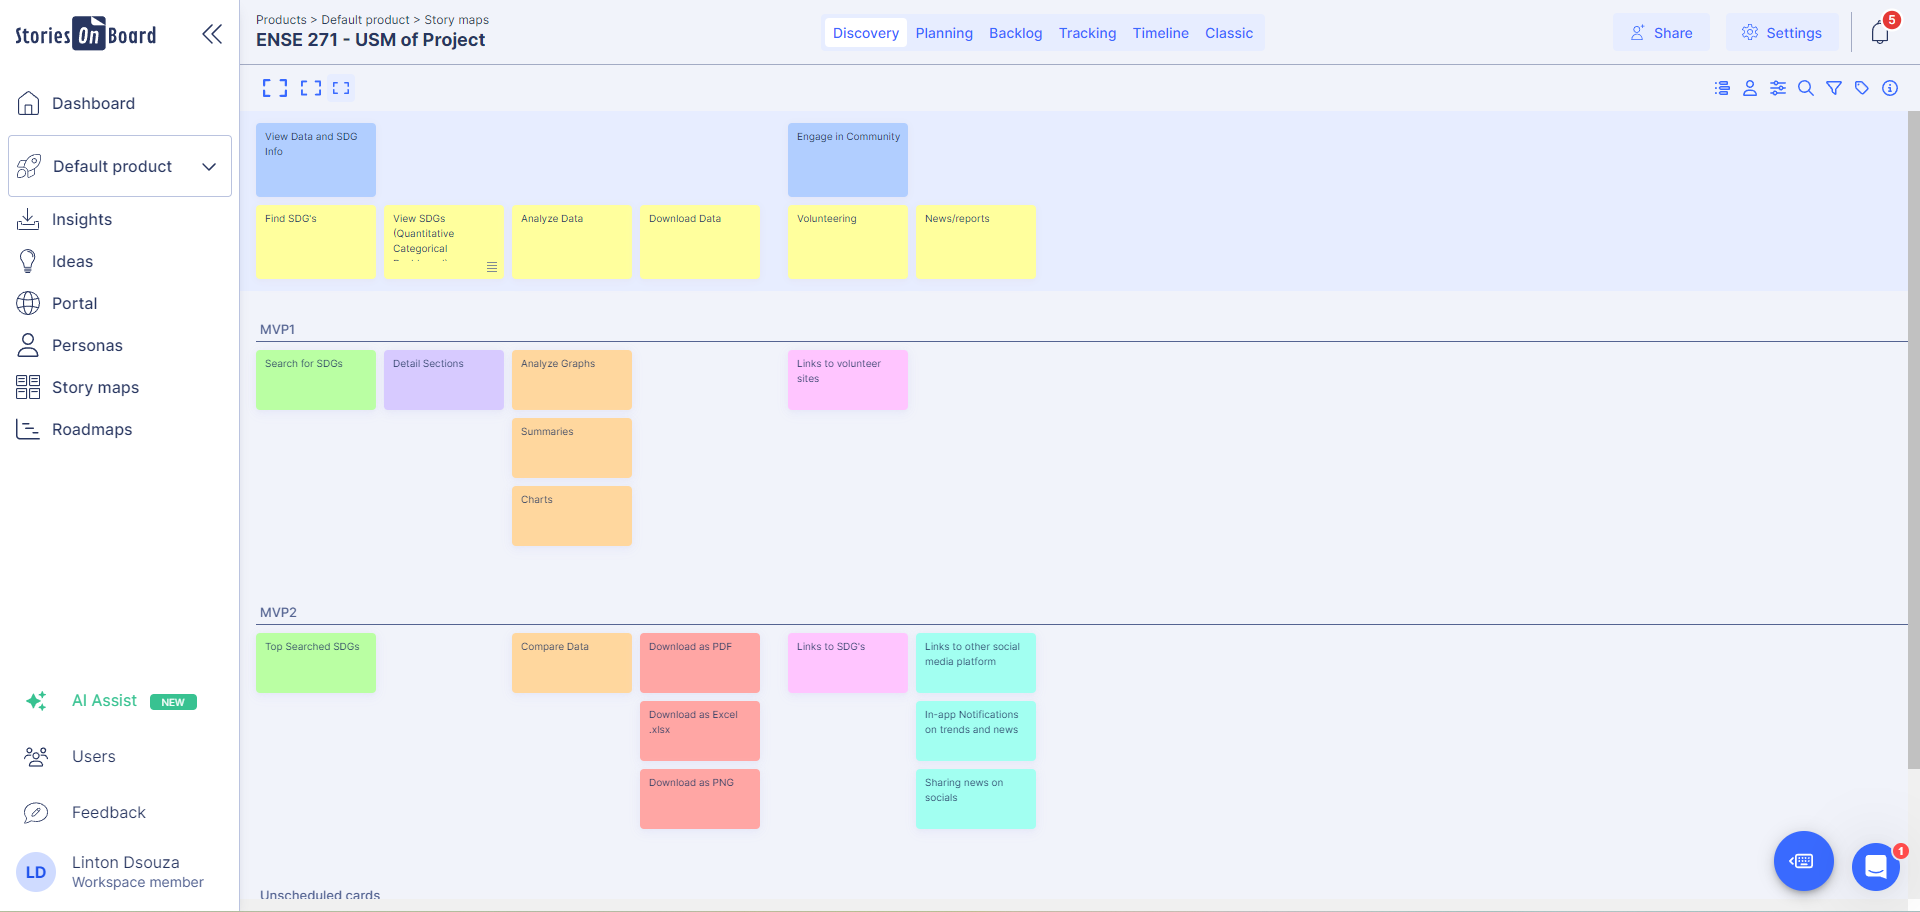 Stories On Board
Products > Default product > Story maps
ENSE 271 - USM of Project
Discovery Planning Backlog Tracking Timeline Classic
Share
Settings
5
Dashboard
Default product
Insights
Ideas
Portal
Personas
Story maps
Roadmaps
AI Assist NEW
Users
Feedback
LD
Linton Dsouza
Workspace member
View Data and SDG
Info
Engage in Community
Find SDG's
View SDGs
(Quantitative
Categorical
Analyze Data
Download Data
Volunteering
News/reports
MVP1
Search for SDGs
Detail Sections
Analyze Graphs
Links to volunteer
sites
Summaries
Charts
MVP2
Top Searched SDGs
Compare Data
Download as PDF
Links to SDG's
Links to other social
media platform
Download as Excel
.xlsx
In-app Notifications
on trends and news
Download as PNG
Sharing news on
socials
Unscheduled cards
1